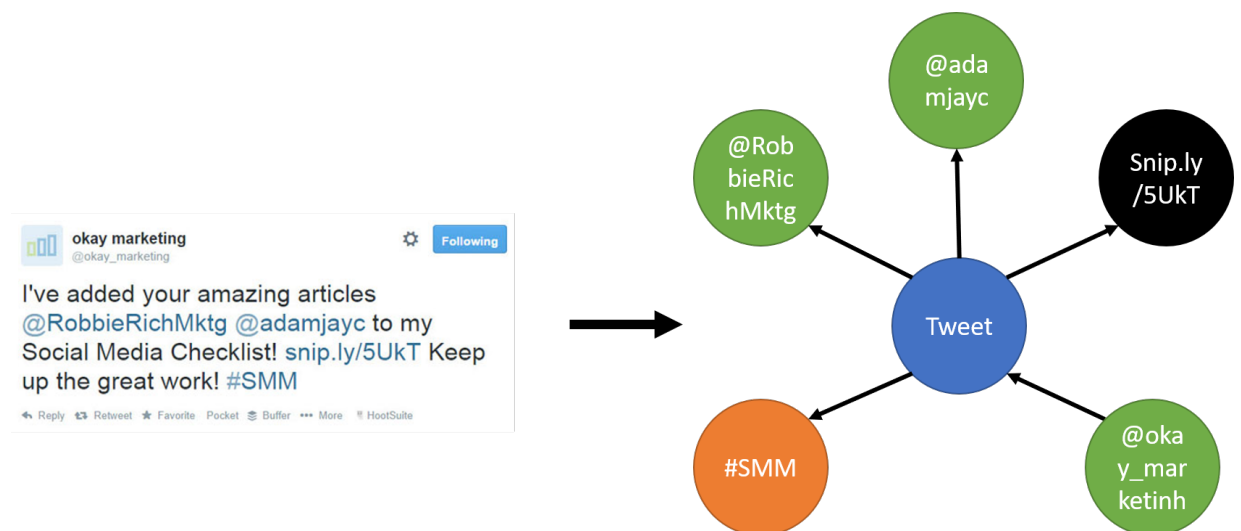 okay marketing
@okay_marketing
Following
I've added your amazing articles
@RobbieRichMktg @adamjayc to my
Social Media Checklist! snip.ly/5UkT Keep
up the great work! #SMM
Reply Retweet Favorite Pocket Buffer More HootSuite
@ada
mjayc
@Rob
bieRic
hMktg
Snip.ly
/5UkT
Tweet
#SMM
@oka
y_mar
ketinh